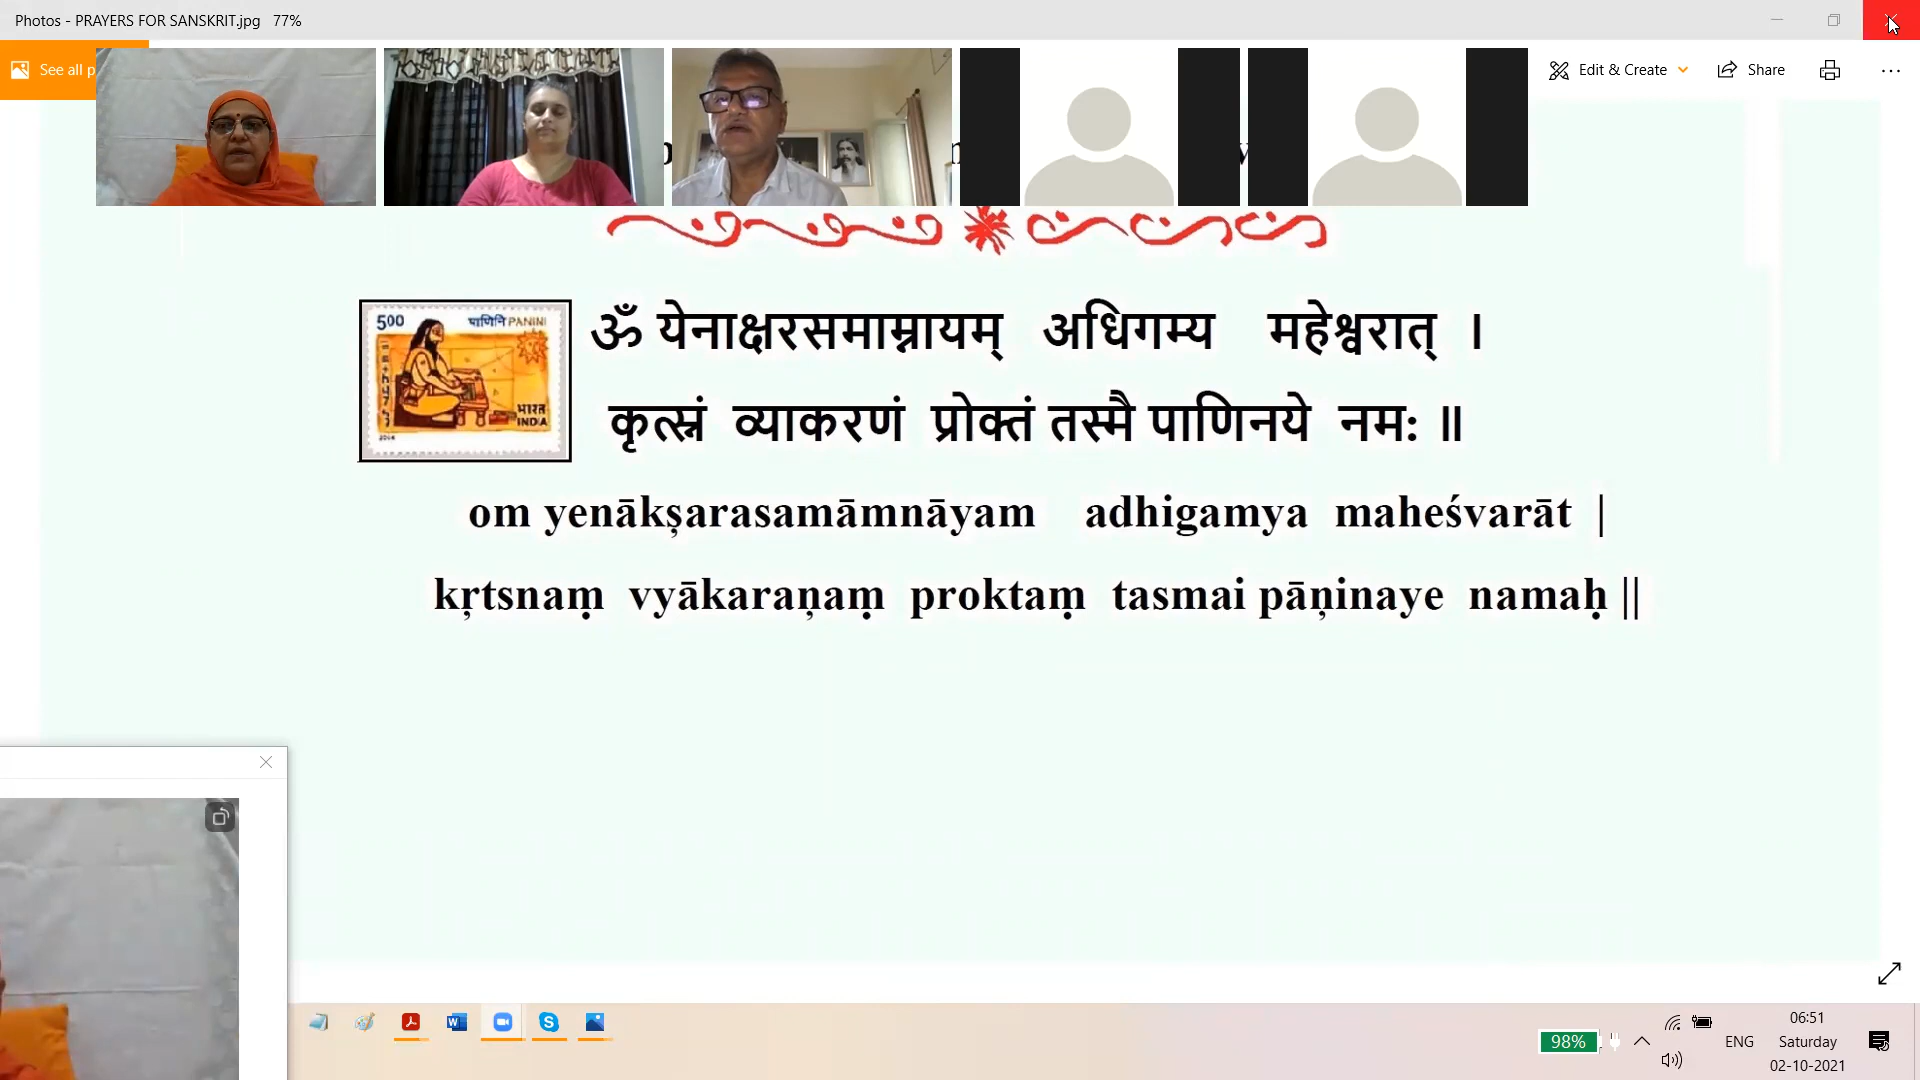 Photos - PRAYERS FOR SANSKRIT.jpg 77%
See all p
Edit & Create
Share
500 पाणिनि PANINI
भारत
INDIA
2004
ॐ येनाक्षरसमाम्नायम् अधिगम्य महेश्वरात् ।
कृत्स्नं व्याकरणं प्रोक्तं तस्मै पाणिनये नमः ॥
om yenākṣarasamāmnāyam adhigamya maheśvarāt |
kṛtsnaṃ vyākaraṇaṃ proktaṃ tasmai pāṇinaye namaḥ ||
98%
ENG
06:51
Saturday
02-10-2021